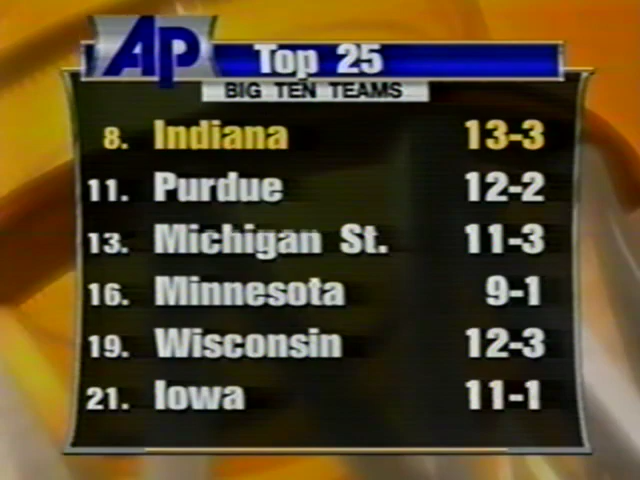 AP
Top 25
BIG TEN TEAMS
8. Indiana 13-3
11. Purdue 12-2
13. Michigan St. 11-3
16. Minnesota 9-1
19. Wisconsin 12-3
21. Iowa 11-1